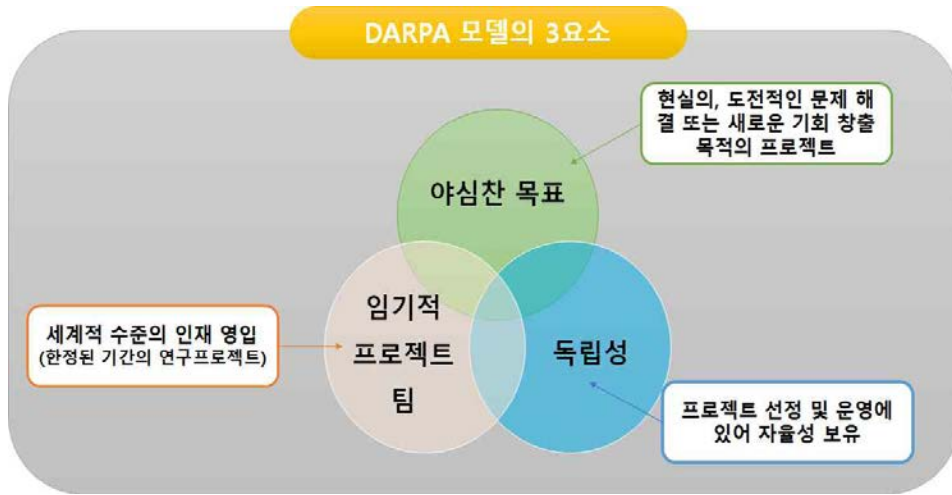 DARPA 모델의 3요소
현실의, 도전적인 문제 해
결 또는 새로운 기회 창출
목적의 프로젝트
야심찬 목표
임기적
프로젝트
팀
세계적 수준의 인재 영입
(한정된 기간의 연구프로젝트)
독립성
프로젝트 선정 및 운영에
있어 자율성 보유